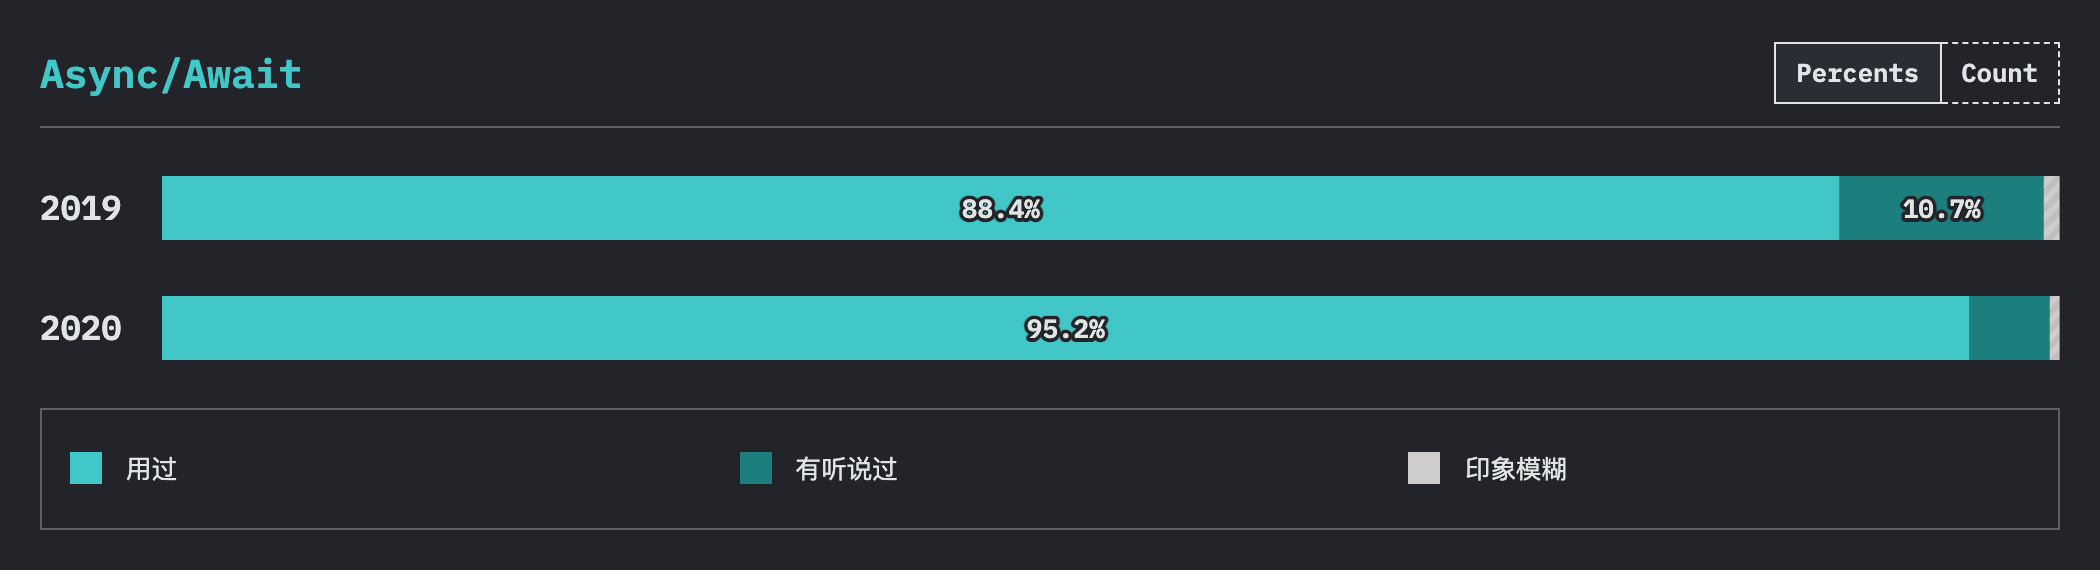 Async/Await
Percents Count
2019 88.4% 10.7%
2020 95.2%
用过 有听说过 印象模糊